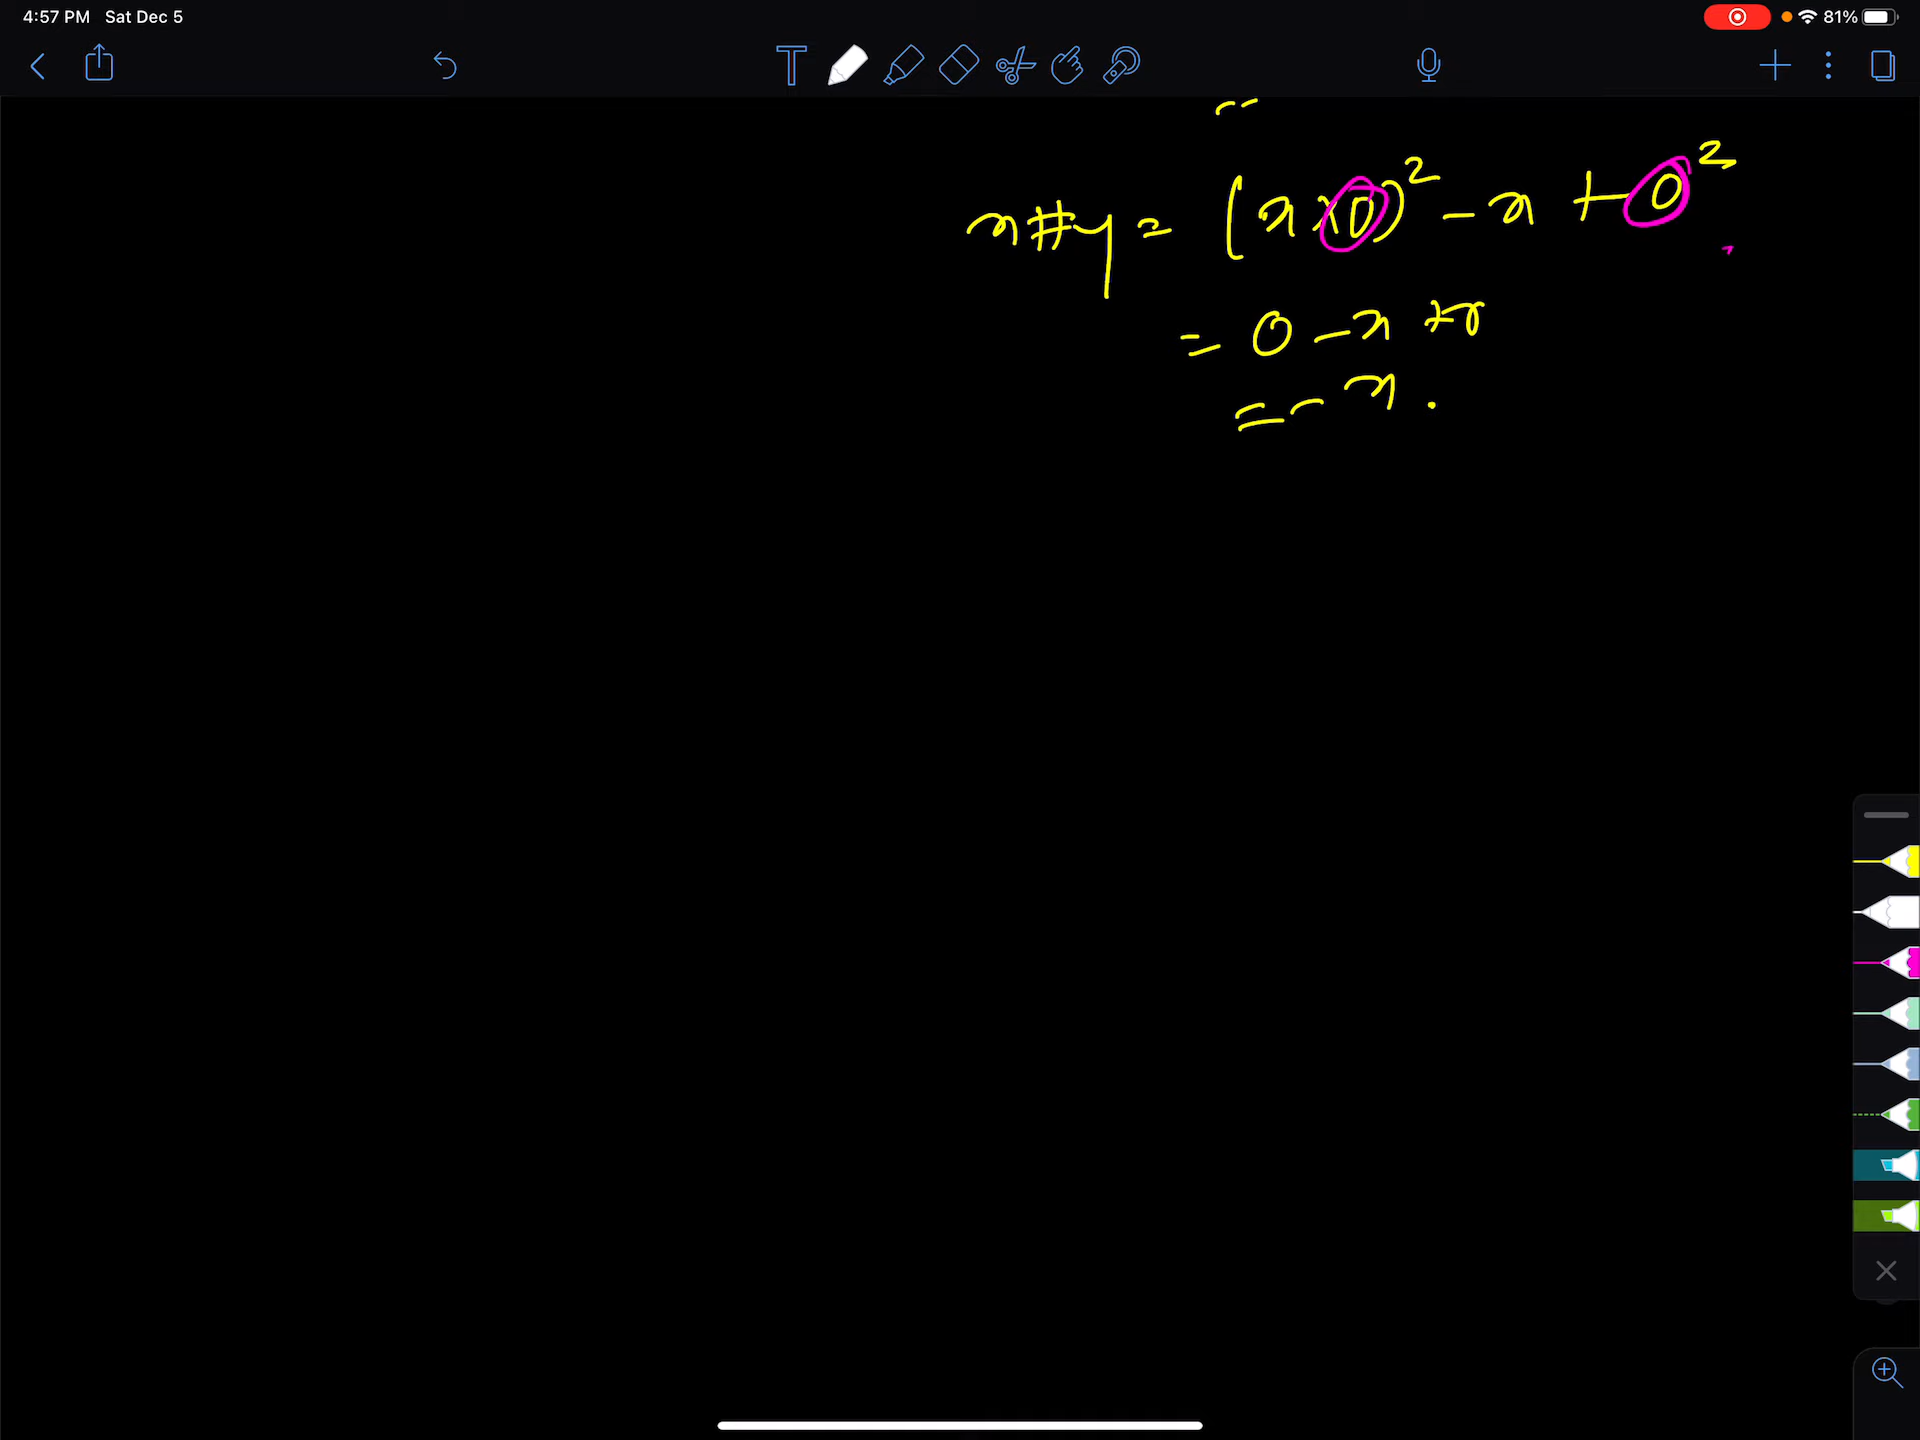 4:57 PM Sat Dec 5
81%
T
x#y = (x×0)² - x + 0²
= 0 - x + 0
= - x .